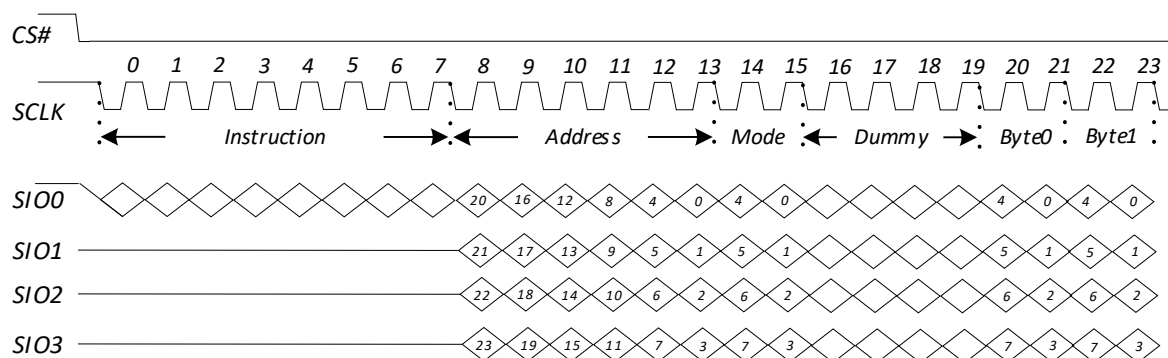 CS#
0 1 2 3 4 5 6 7 8 9 10 11 12 13 14 15 16 17 18 19 20 21 22 23
SCLK
Instruction Address Mode Dummy Byte0 Byte1
SIO0 20 16 12 8 4 0 4 0 4 0 4 0
SIO1 21 17 13 9 5 1 5 1 5 1 5 1
SIO2 22 18 14 10 6 2 6 2 6 2 6 2
SIO3 23 19 15 11 7 3 7 3 7 3 7 3